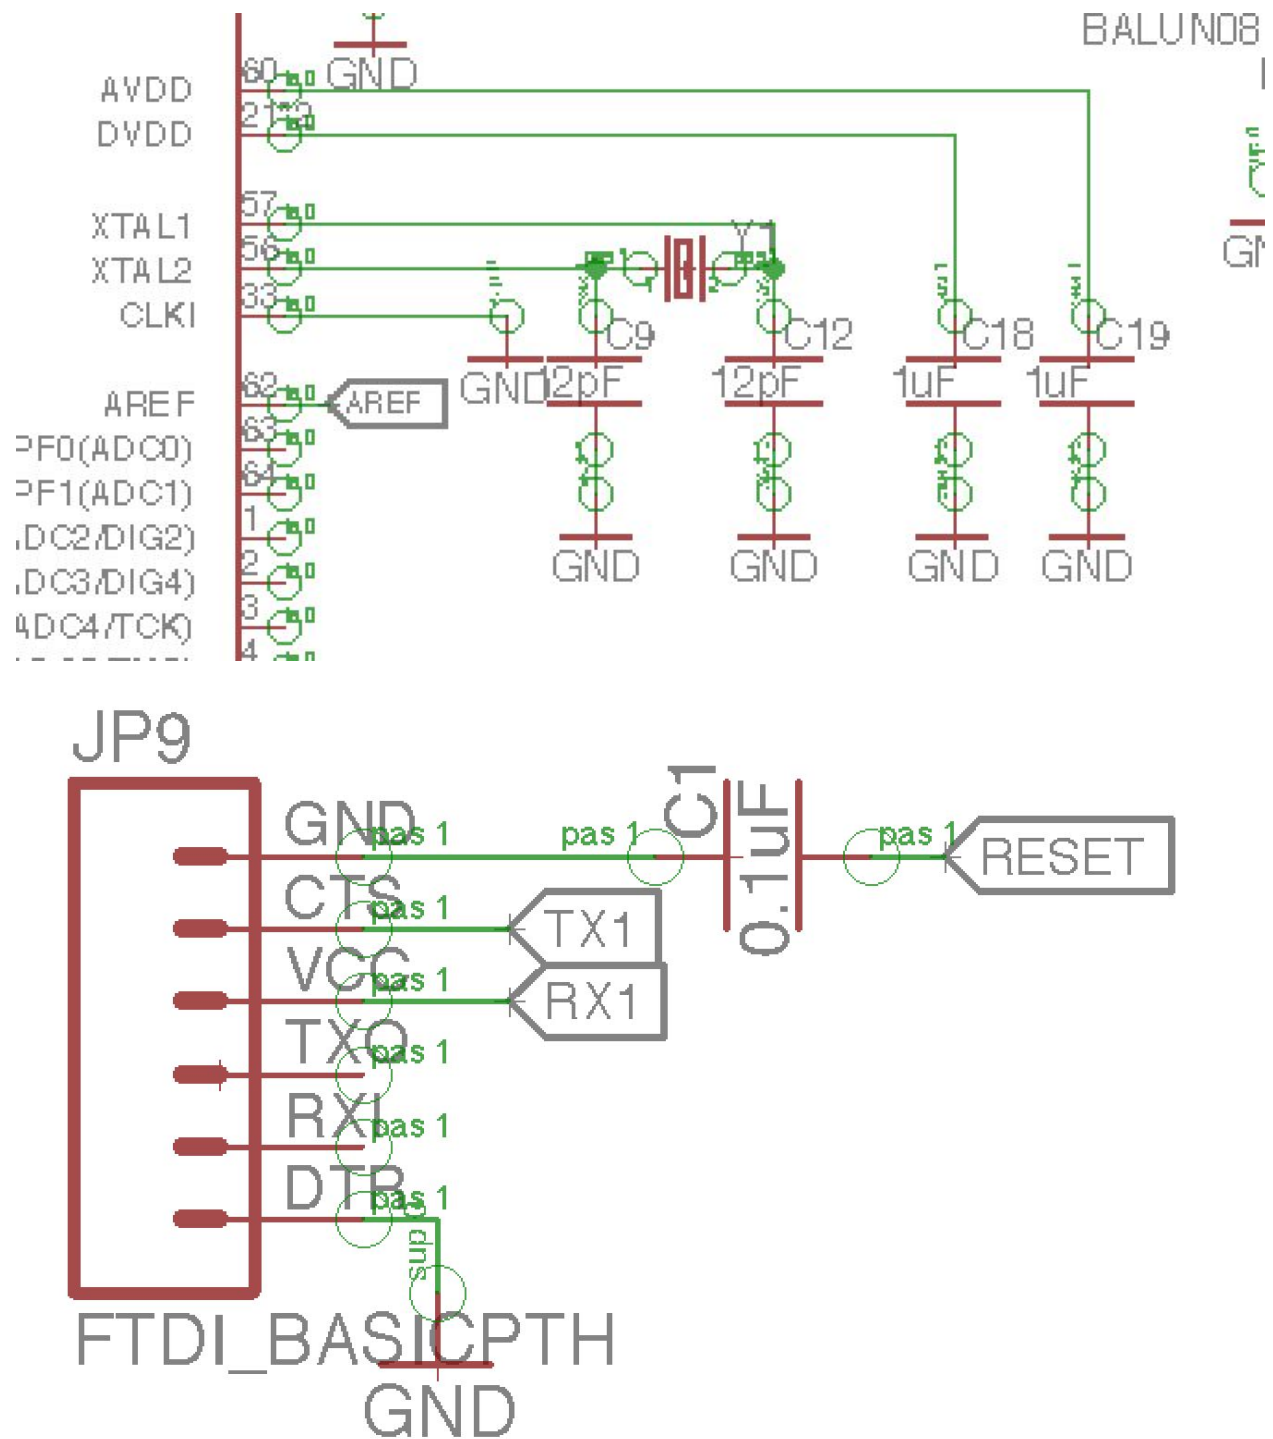 BALUN08
GND
60
AVDD
DVDD
57
XTAL1
56
XTAL2
Y1
33
CLKI
C9
C12
C18
C19
GND
12pF
12pF
1uF
1uF
62
AREF
AREF
63
PF0(ADC0)
64
PF1(ADC1)
1
DC2/DIG2)
2
DC3/DIG4)
3
ADC4/TCK)
4
GND
GND
GND
GND
JP9
GND
pas 1
pas 1
C1
0.1uF
pas 1
RESET
CTS
pas 1
TX1
VCC
pas 1
RX1
TXO
pas 1
RXI
pas 1
DTR
pas 1
sup 0
FTDI_BASICPTH
GND